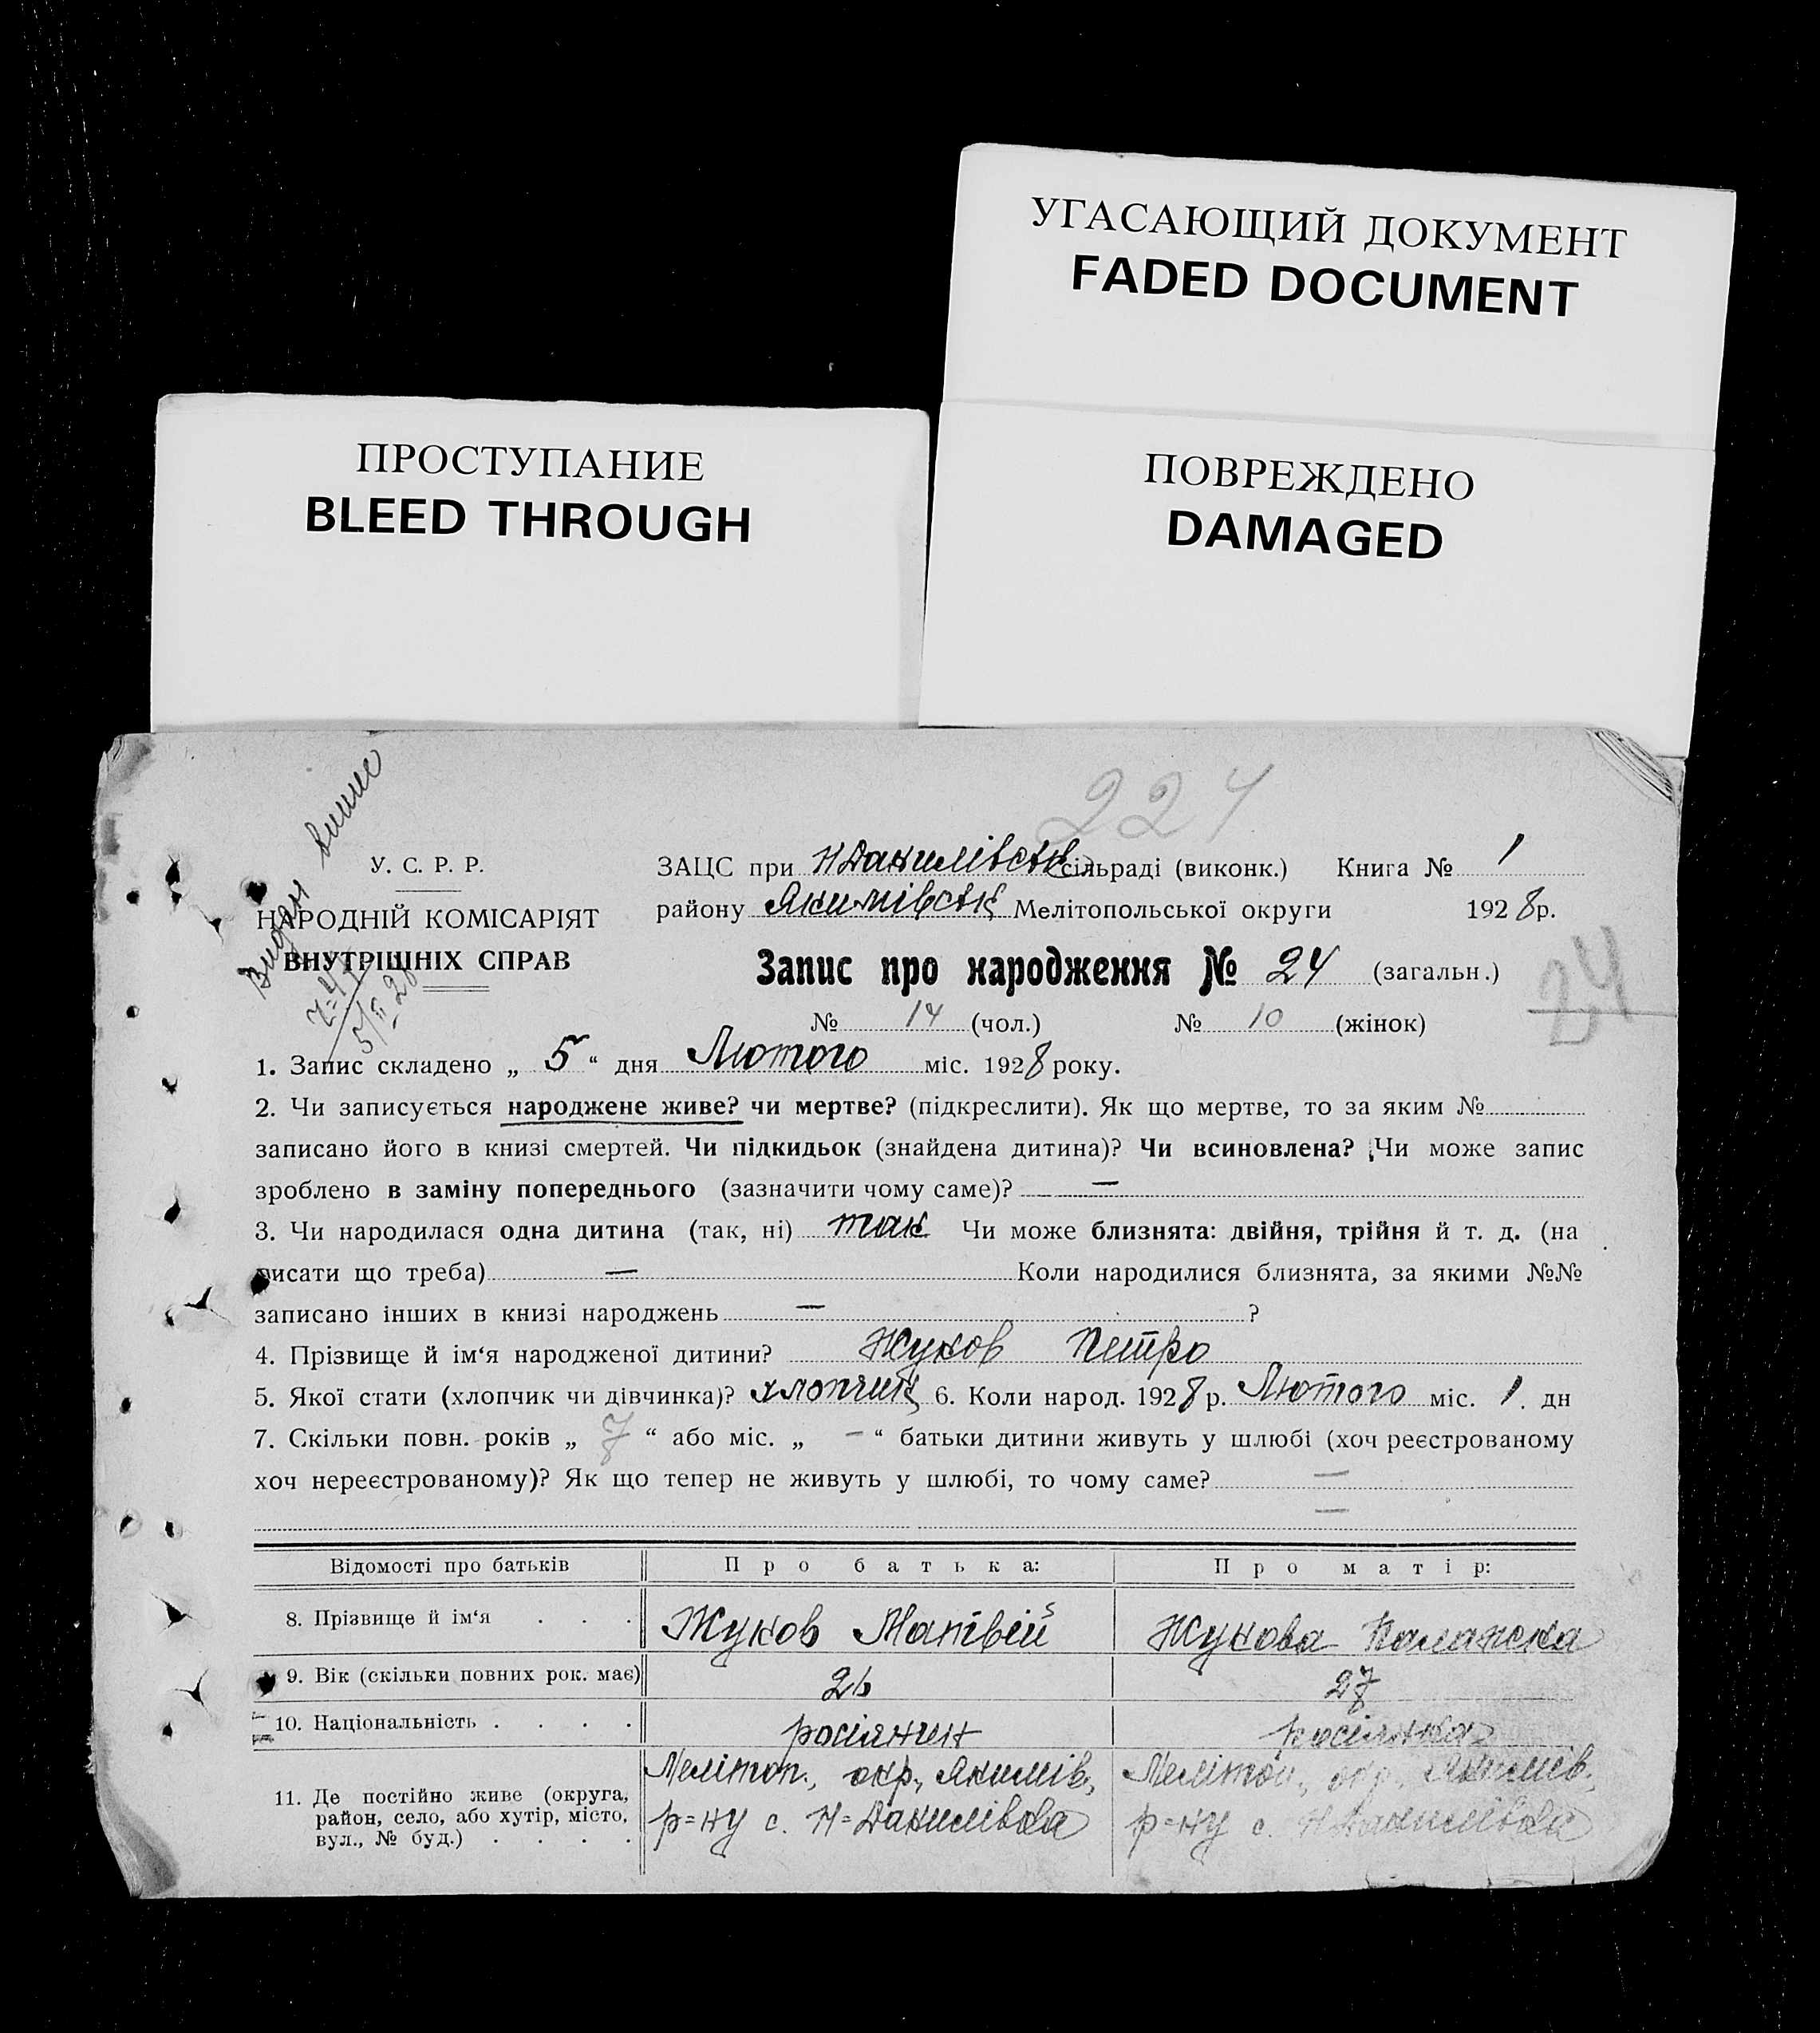 УГАСАЮЩИЙ ДОКУМЕНТ
FADED DOCUMENT
ПРОСТУПАНИЕ
BLEED THROUGH
ПОВРЕЖДЕНО
DAMAGED
224
У. С. Р. Р.
НАРОДНІЙ КОМІСАРІЯТ
ВНУТРІШНІХ СПРАВ
ЗАЦС при Н Данилівськ сільраді (виконк.) Книга № 1
району Якимівськ Мелітопольської округи 1928 р.
Запис про народження № 24 (загальн.)
24
№ 14 (чол.) № 10 (жінок)
1. Запис складено „ 5 “ дня Лютого міс. 1928 року.
2. Чи записується народжене живе? чи мертве? (підкреслити). Як що мертве, то за яким №
записано його в книзі смертей. Чи підкидьок (знайдена дитина)? Чи всиновлена? Чи може запис
зроблено в заміну попереднього (зазначити чому саме)? —
3. Чи народилася одна дитина (так, ні) так Чи може близнята: двійня, трійня й т. д. (на
писати що треба) — Коли народилися близнята, за якими №№
записано інших в книзі народжень — ?
4. Прізвище й ім‘я народженої дитини? Жуков Петро
5. Якої стати (хлопчик чи дівчинка)? хлопчик 6. Коли народ. 1928 р. Лютого міс. 1. дн
7. Скільки повн. років „ 7 “ або міс. „ — “ батьки дитини живуть у шлюбі (хоч реєстрованому
хоч нереєстрованому)? Як що тепер не живуть у шлюбі, то чому саме? —
—
Відомості про батьків Про батька: Про матір:
8. Прізвище й ім‘я . . . Жуков Матвій Жукова Палажка
9. Вік (скільки повних рок. має) 26 27
10. Національність . . . . росіянин росіянка
11. Де постійно живе (округа, район, село, або хутір, місто, вул., № буд.) . . . .
Мелітоп., окр., Якимів.,
р=ну с. Н=Данилівка
Мелітоп., окр., Якимів.,
р=ну с. Н Данилівка